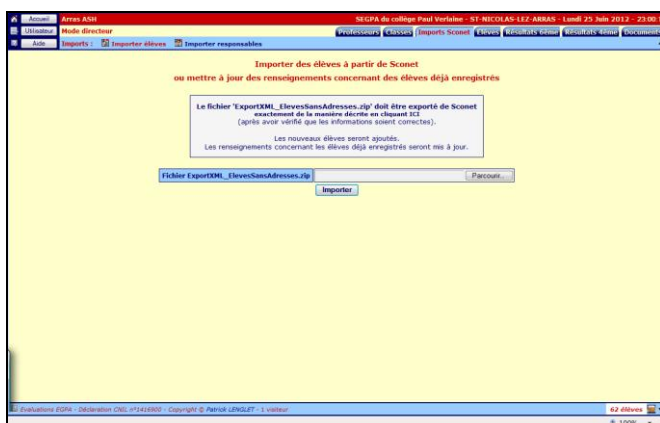 Accueil Arras ASH SEGPA du collège Paul Verlaine - ST-NICOLAS-LEZ-ARRAS - Lundi 25 Juin 2012 - 23:00:
Utilisateur Mode directeur Professeurs Classes Imports Sconet Elèves Résultats 6ème Résultats 4ème Documents
Aide Imports : Importer élèves Importer responsables
Importer des élèves à partir de Sconet
ou mettre à jour des renseignements concernant des élèves déjà enregistrés
Le fichier 'ExportXML_ElevesSansAdresses.zip' doit être exporté de Sconet
exactement de la manière décrite en cliquant ICI
(après avoir vérifié que les informations soient correctes).
Les nouveaux élèves seront ajoutés.
Les renseignements concernant les élèves déjà enregistrés seront mis à jour.
Fichier ExportXML_ElevesSansAdresses.zip Parcourir...
Importer
Evaluations EGPA - Déclaration CNIL n°1416900 - Copyright © Patrick LENGLET - 1 visiteur 62 élèves
100%